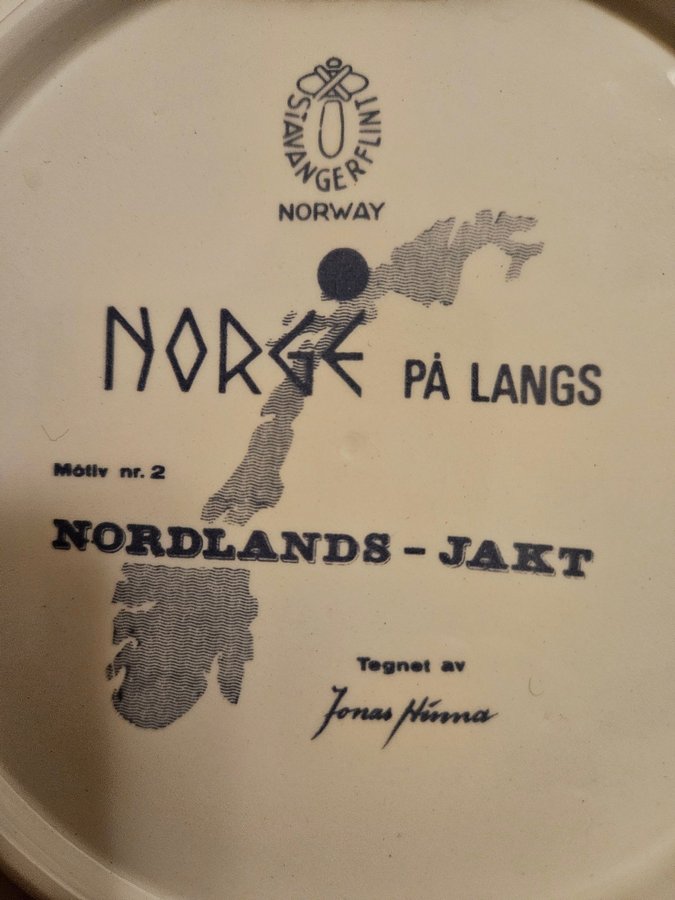 STAVANGERFLINT
NORWAY
NORGE PÅ LANGS
Motiv nr. 2
NORDLANDS - JAKT
Tegnet av
Jonas Hinna